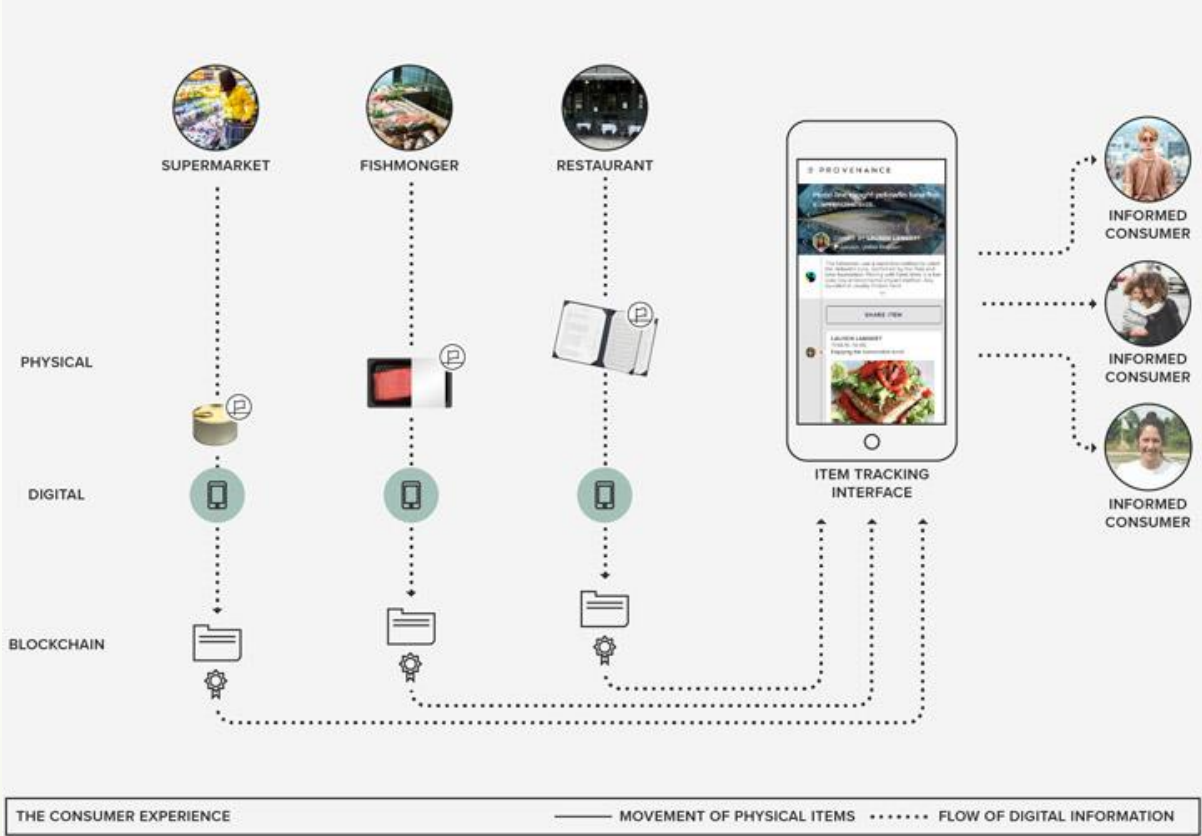 SUPERMARKET
FISHMONGER
RESTAURANT
PROVENANCE
SHARE ITEM
PHYSICAL
DIGITAL
BLOCKCHAIN
ITEM TRACKING
INTERFACE
INFORMED
CONSUMER
INFORMED
CONSUMER
INFORMED
CONSUMER
THE CONSUMER EXPERIENCE
MOVEMENT OF PHYSICAL ITEMS
FLOW OF DIGITAL INFORMATION